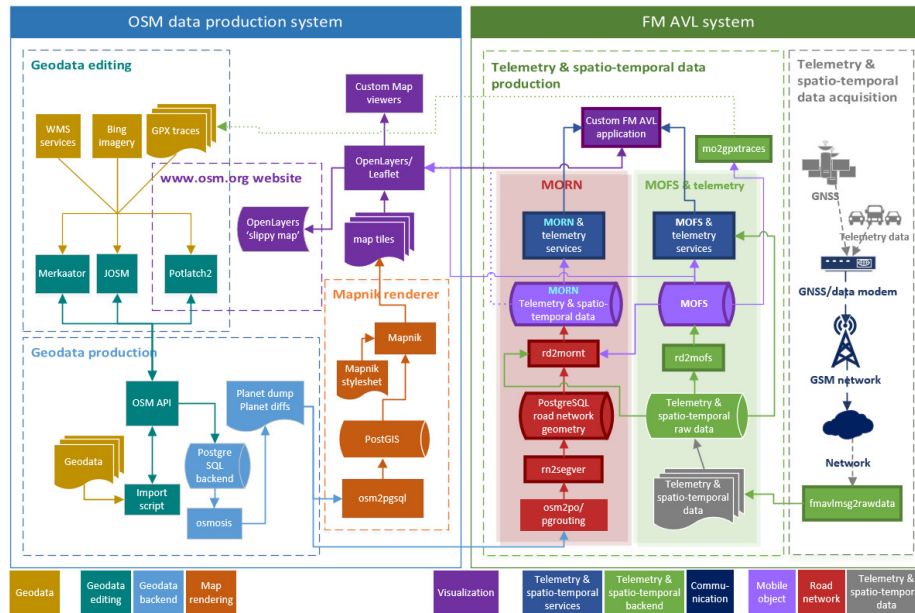 OSM data production system
FM AVL system
Geodata editing
WMS
services
Bing
imagery
GPX traces
www.osm.org website
OpenLayers
'slippy map'
Merkaator
JOSM
Potlatch2
Custom Map
viewers
OpenLayers/
Leaflet
map tiles
Mapnik renderer
Mapnik
Mapnik
styleshet
PostGIS
osm2pgsql
Geodata production
OSM API
Planet dump
Planet diffs
Geodata
Postgre
SQL
backend
Import
script
osmosis
Telemetry & spatio-temporal data
production
Custom FM AVL
application
mo2gpxtraces
MORN
MORN &
telemetry
services
MORN
Telemetry & spatio-
temporal data
rd2mornt
PostgreSQL
road network
geometry
rn2segver
osm2po/
pgrouting
MOFS & telemetry
MOFS &
telemetry
services
MOFS
rd2mofs
Telemetry &
spatio-temporal
raw data
Telemetry &
spatio-temporal
data
Telemetry &
spatio-temporal
data acquisition
GNSS
Telemetry data
GNSS/data modem
GSM network
Network
fmavlmsg2rawdata
Geodata
Geodata
editing
Geodata
backend
Map
rendering
Visualization
Telemetry &
spatio-temporal
services
Telemetry &
spatio-temporal
backend
Commu-
nication
Mobile
object
Road
network
Telemetry &
spatio-temporal
data